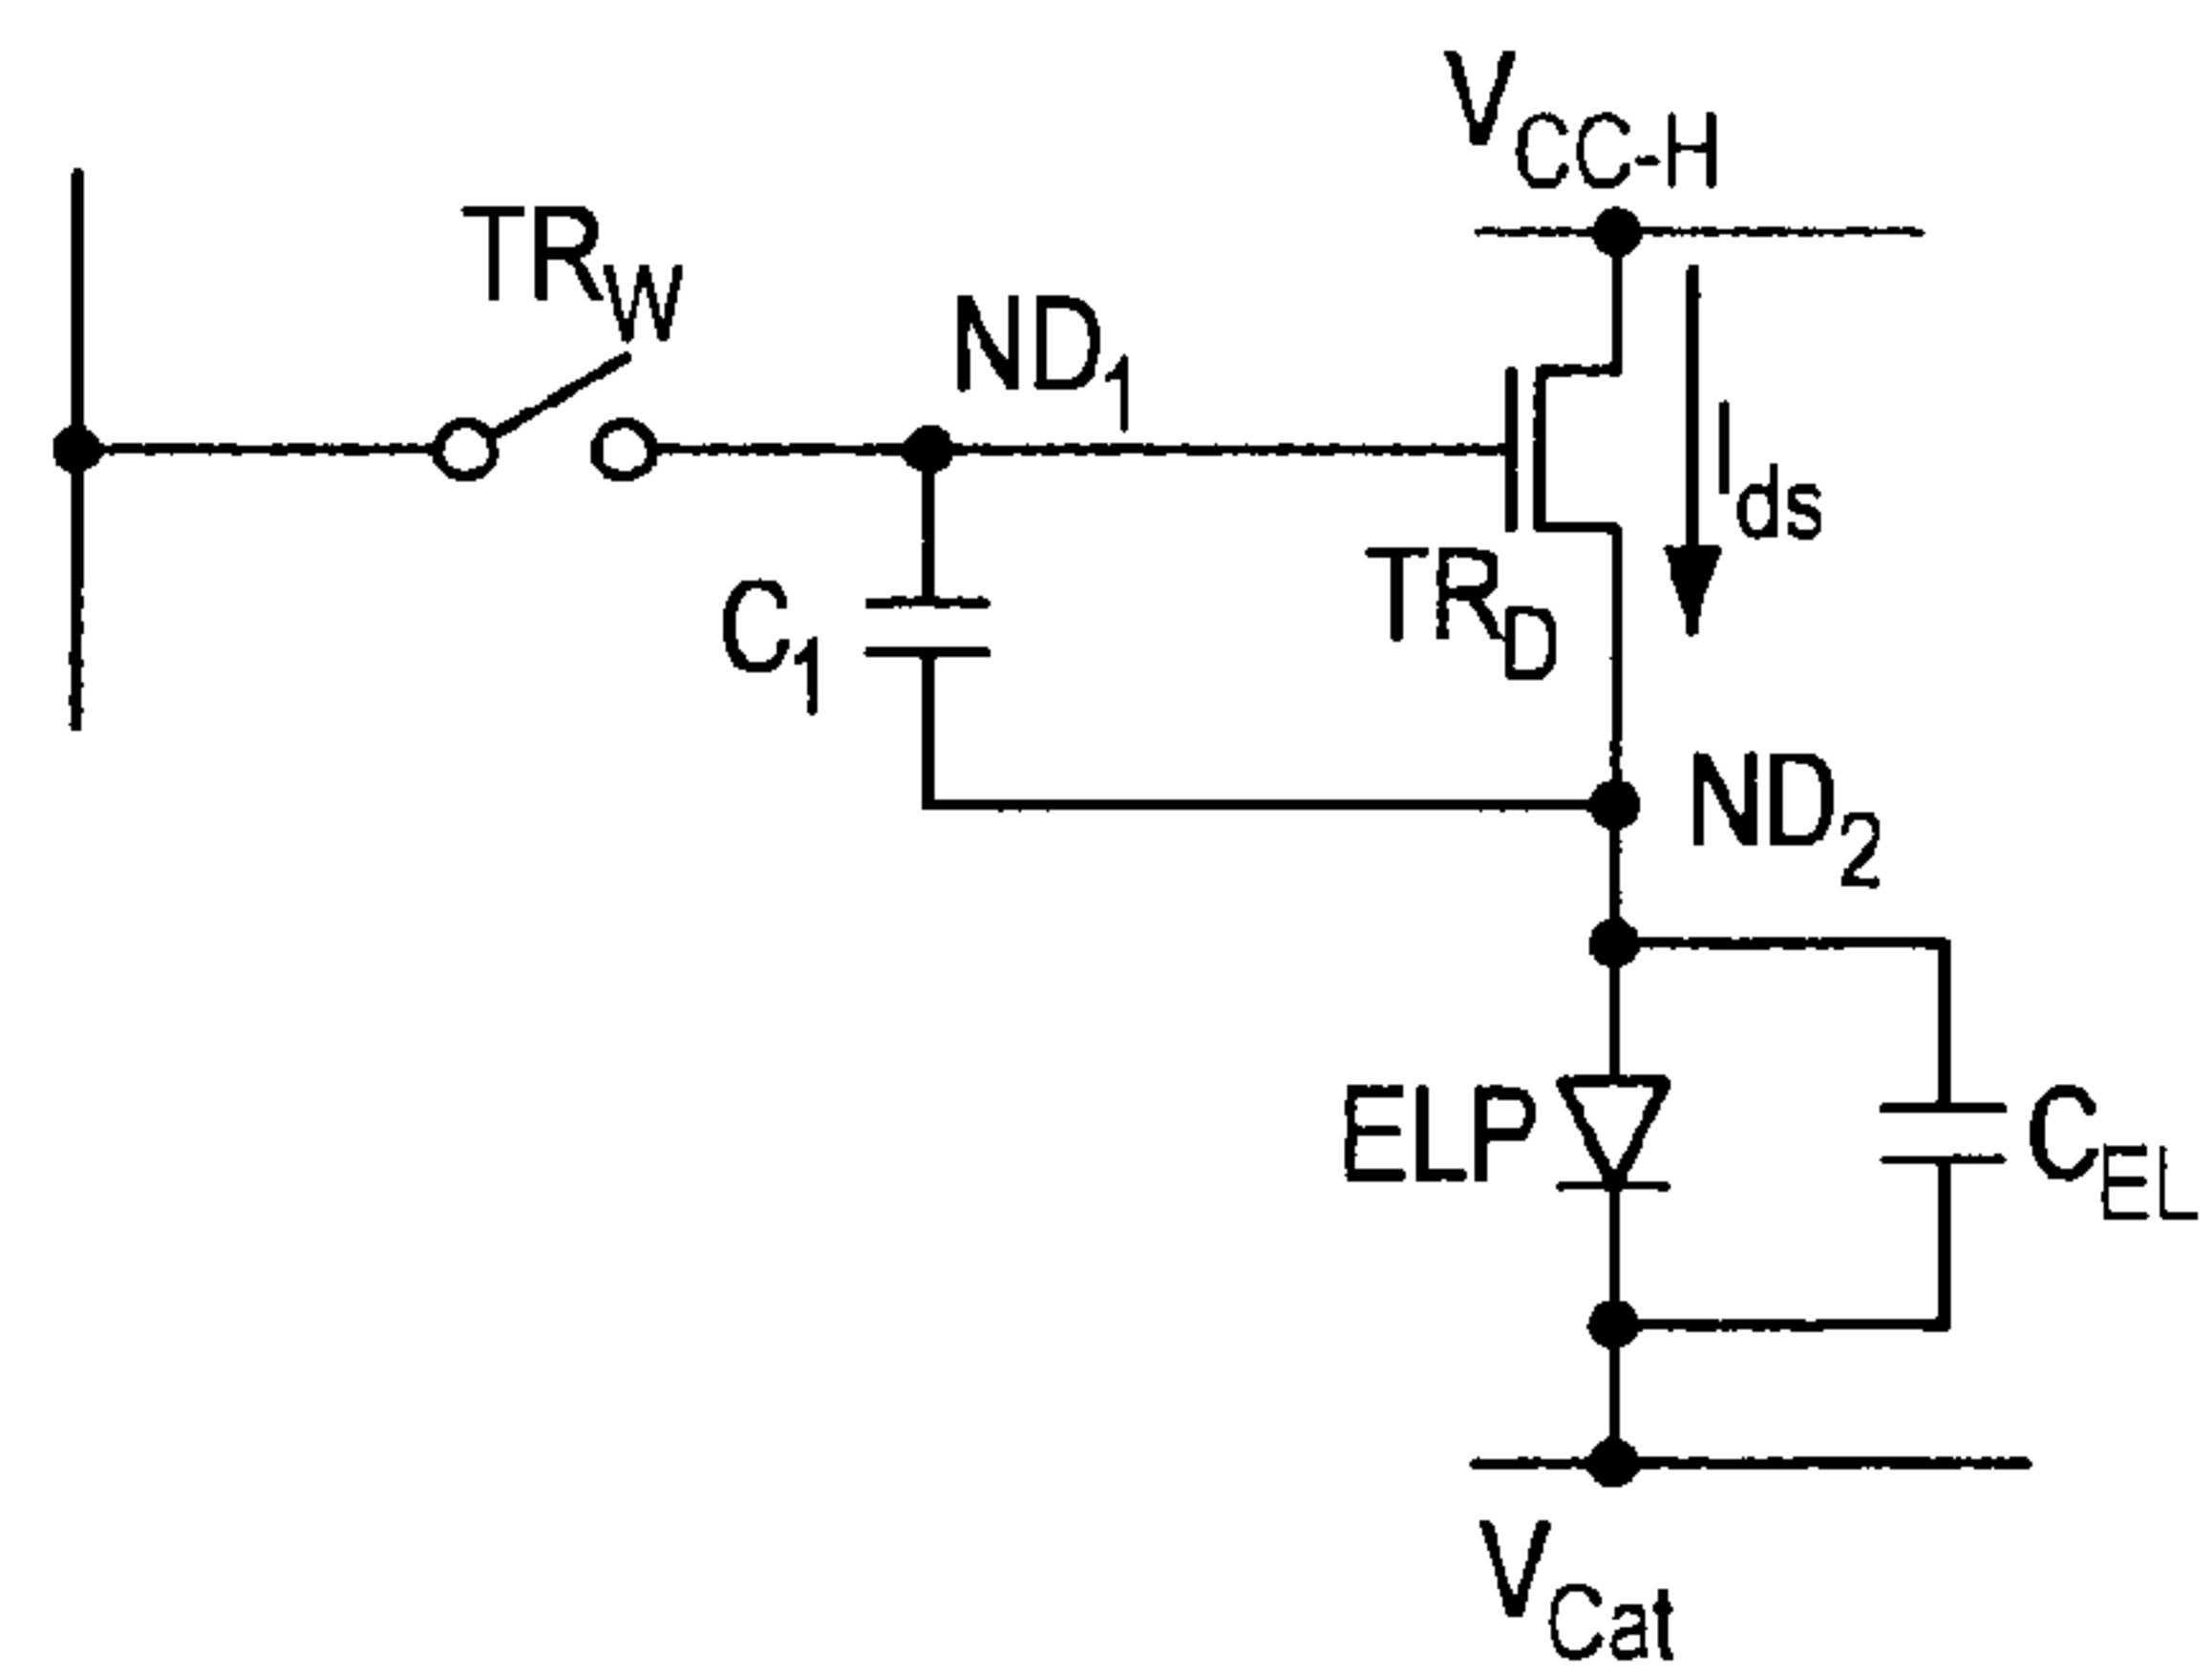 V_CC-H
TR_W
ND_1
I_ds
TR_D
C_1
ND_2
ELP
C_EL
V_Cat